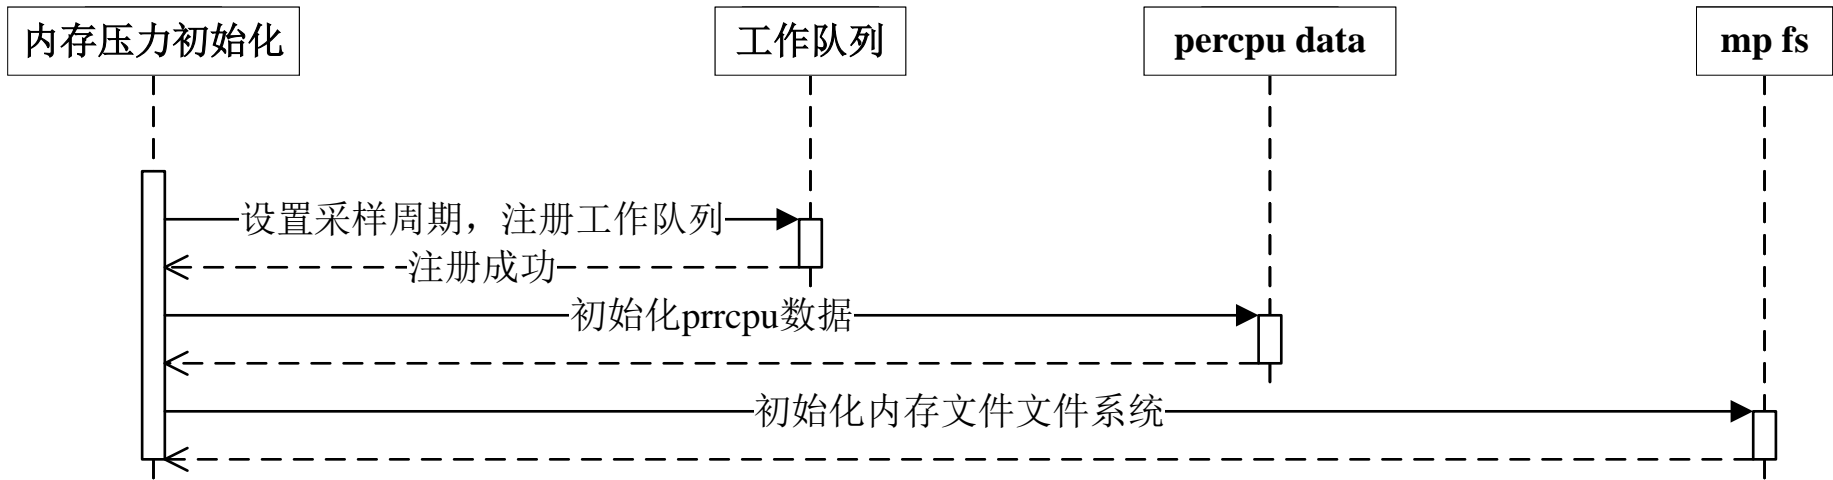 内存压力初始化
工作队列
percpu data
mp fs
设置采样周期，注册工作队列
注册成功
初始化prrcpu数据
初始化内存文件文件系统